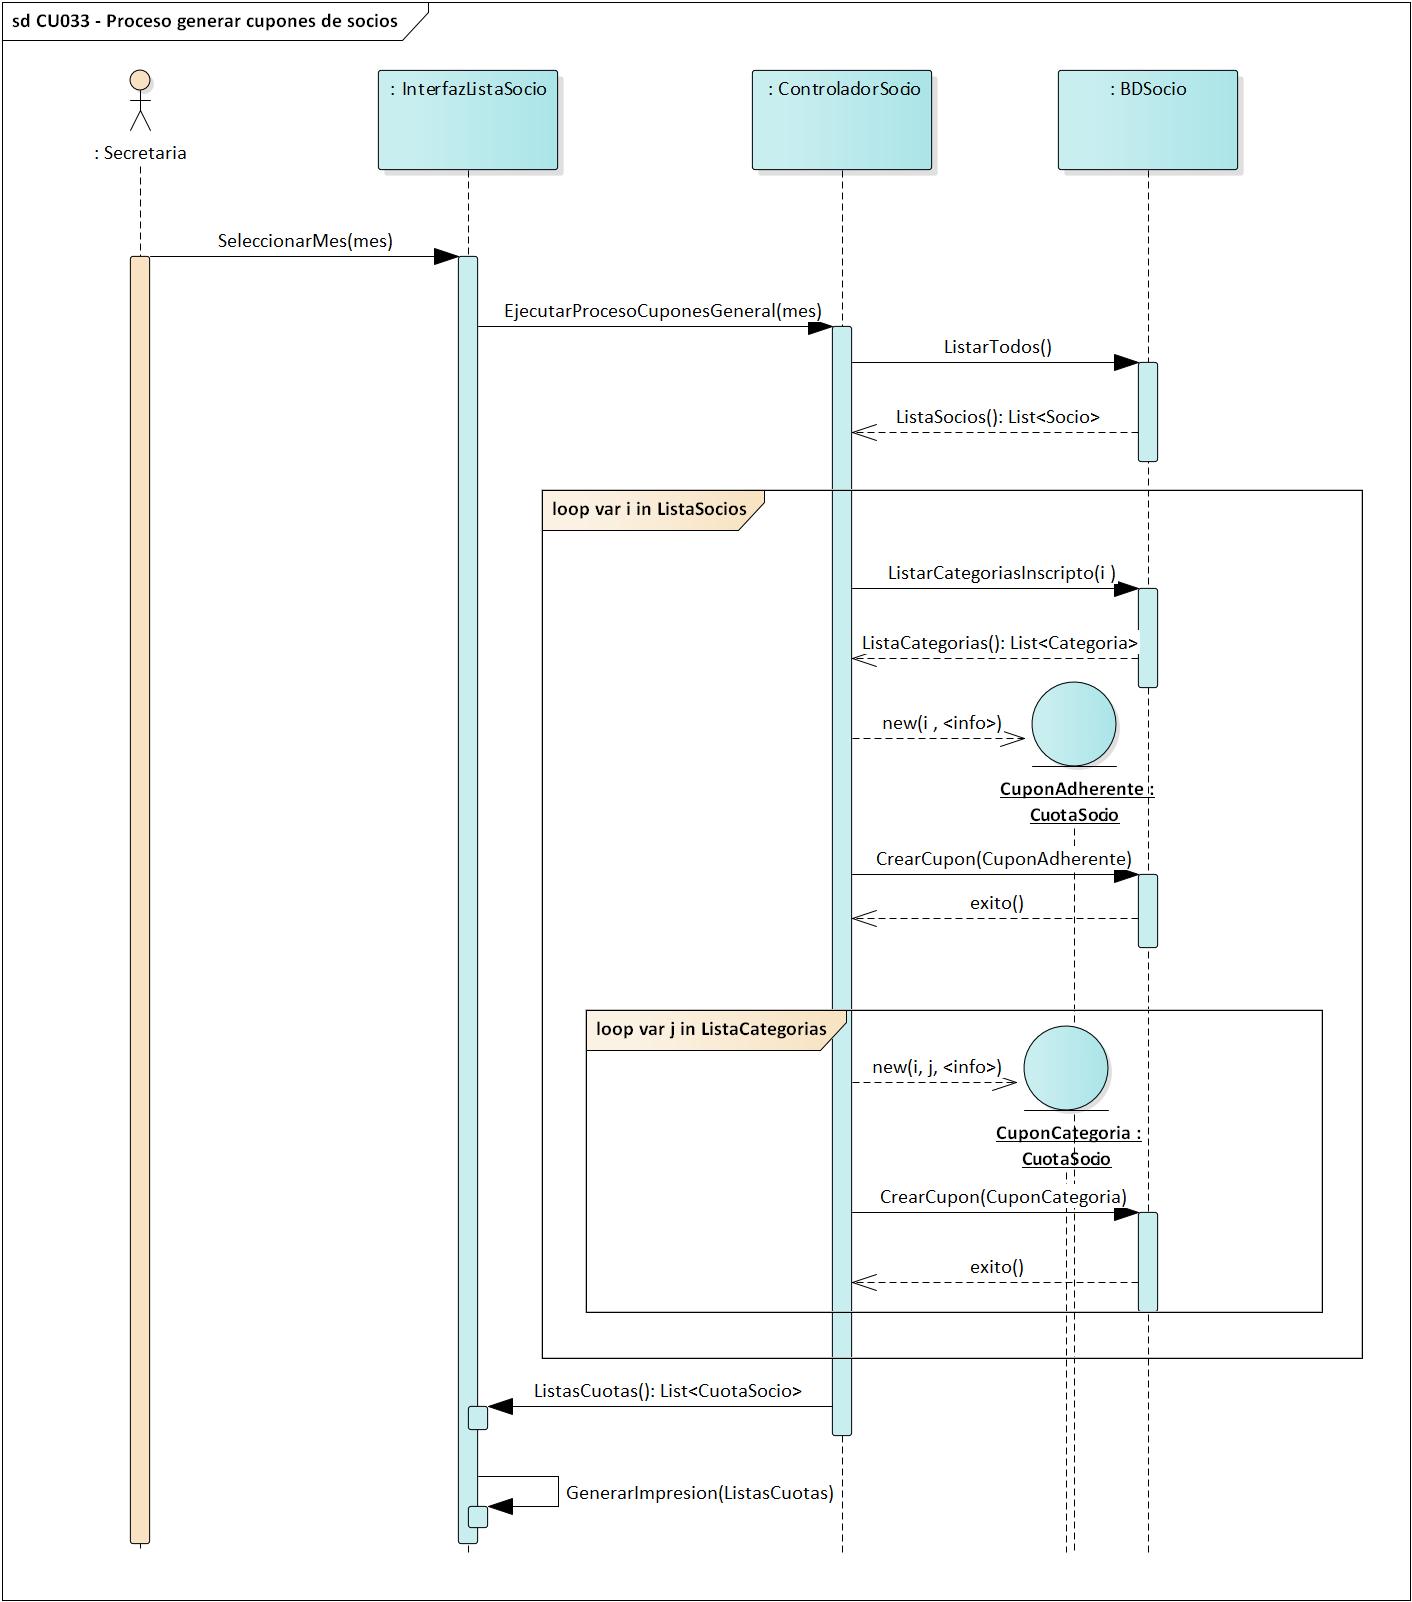 sd CU033 - Proceso generar cupones de socios
: Secretaria
: InterfazListaSocio
: ControladorSocio
: BDSocio
SeleccionarMes(mes)
EjecutarProcesoCuponesGeneral(mes)
ListarTodos()
ListaSocios(): List<Socio>
loop var i in ListaSocios
ListarCategoriasInscripto(i )
ListaCategorias(): List<Categoria>
new(i , <info>)
CuponAdherente :
CuotaSocio
CrearCupon(CuponAdherente)
exito()
loop var j in ListaCategorias
new(i, j, <info>)
CuponCategoria :
CuotaSocio
CrearCupon(CuponCategoria)
exito()
ListasCuotas(): List<CuotaSocio>
GenerarImpresion(ListasCuotas)